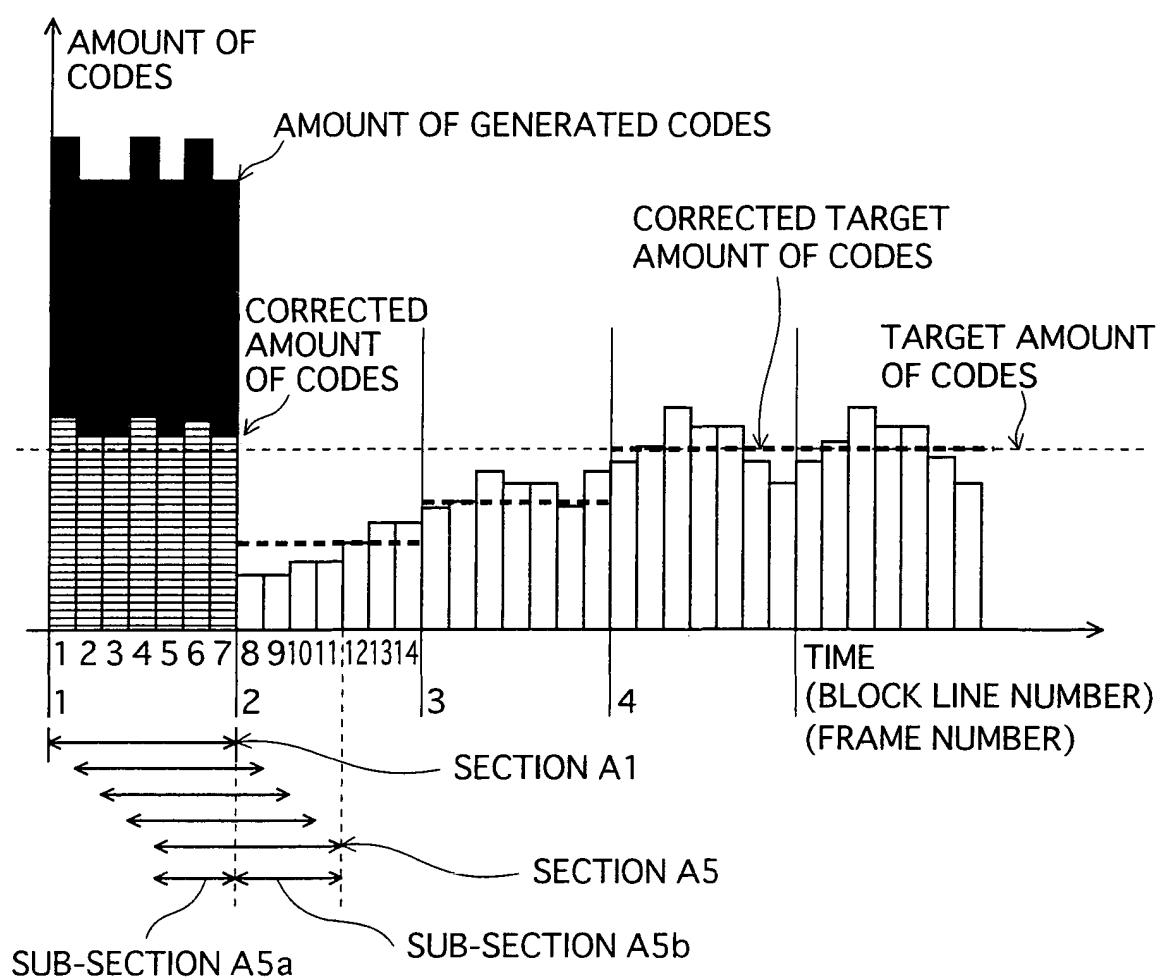 AMOUNT OF
CODES
AMOUNT OF GENERATED CODES
CORRECTED TARGET
AMOUNT OF CODES
CORRECTED
AMOUNT
OF CODES
TARGET AMOUNT
OF CODES
1 2 3 4 5 6 7 8 9 10 11 12 13 14
TIME
1 2 3 4
(BLOCK LINE NUMBER)
(FRAME NUMBER)
SECTION A1
SECTION A5
SUB-SECTION A5b
SUB-SECTION A5a